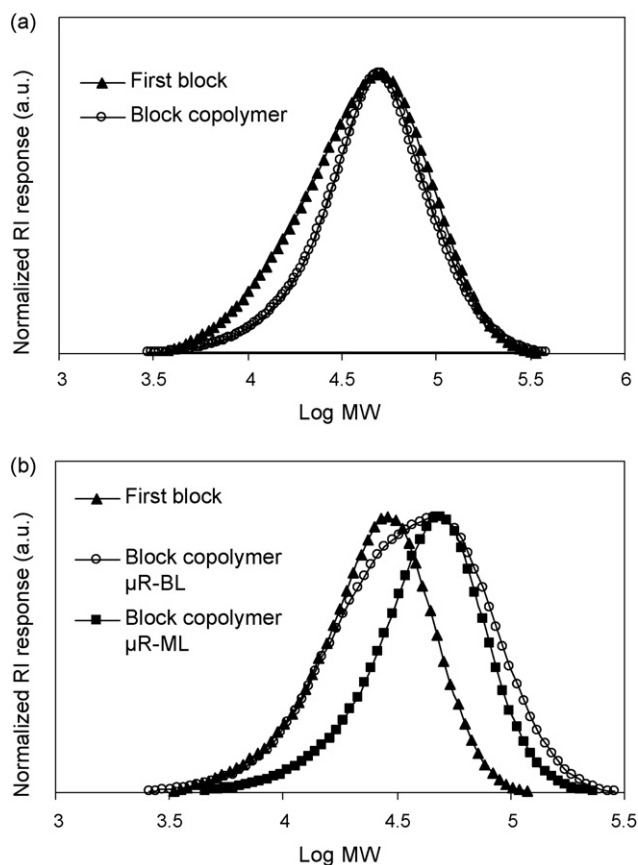 (a)
Normalized RI response (a.u.)
First block
Block copolymer
3 3.5 4 4.5 5 5.5 6
Log MW
(b)
Normalized RI response (a.u.)
First block
Block copolymer
µR-BL
Block copolymer
µR-ML
3 3.5 4 4.5 5 5.5
Log MW